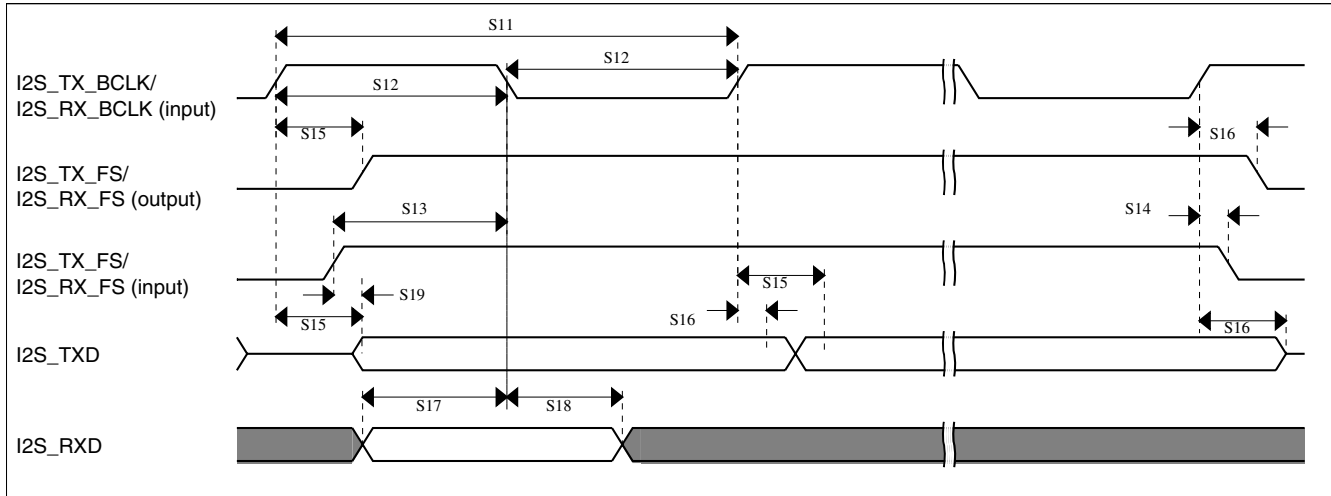 S11
S12
I2S_TX_BCLK/
I2S_RX_BCLK (input)
S12
S15
S16
I2S_TX_FS/
I2S_RX_FS (output)
S13
S14
I2S_TX_FS/
I2S_RX_FS (input)
S15
S19
S16
S15
S16
I2S_TXD
S17
S18
I2S_RXD